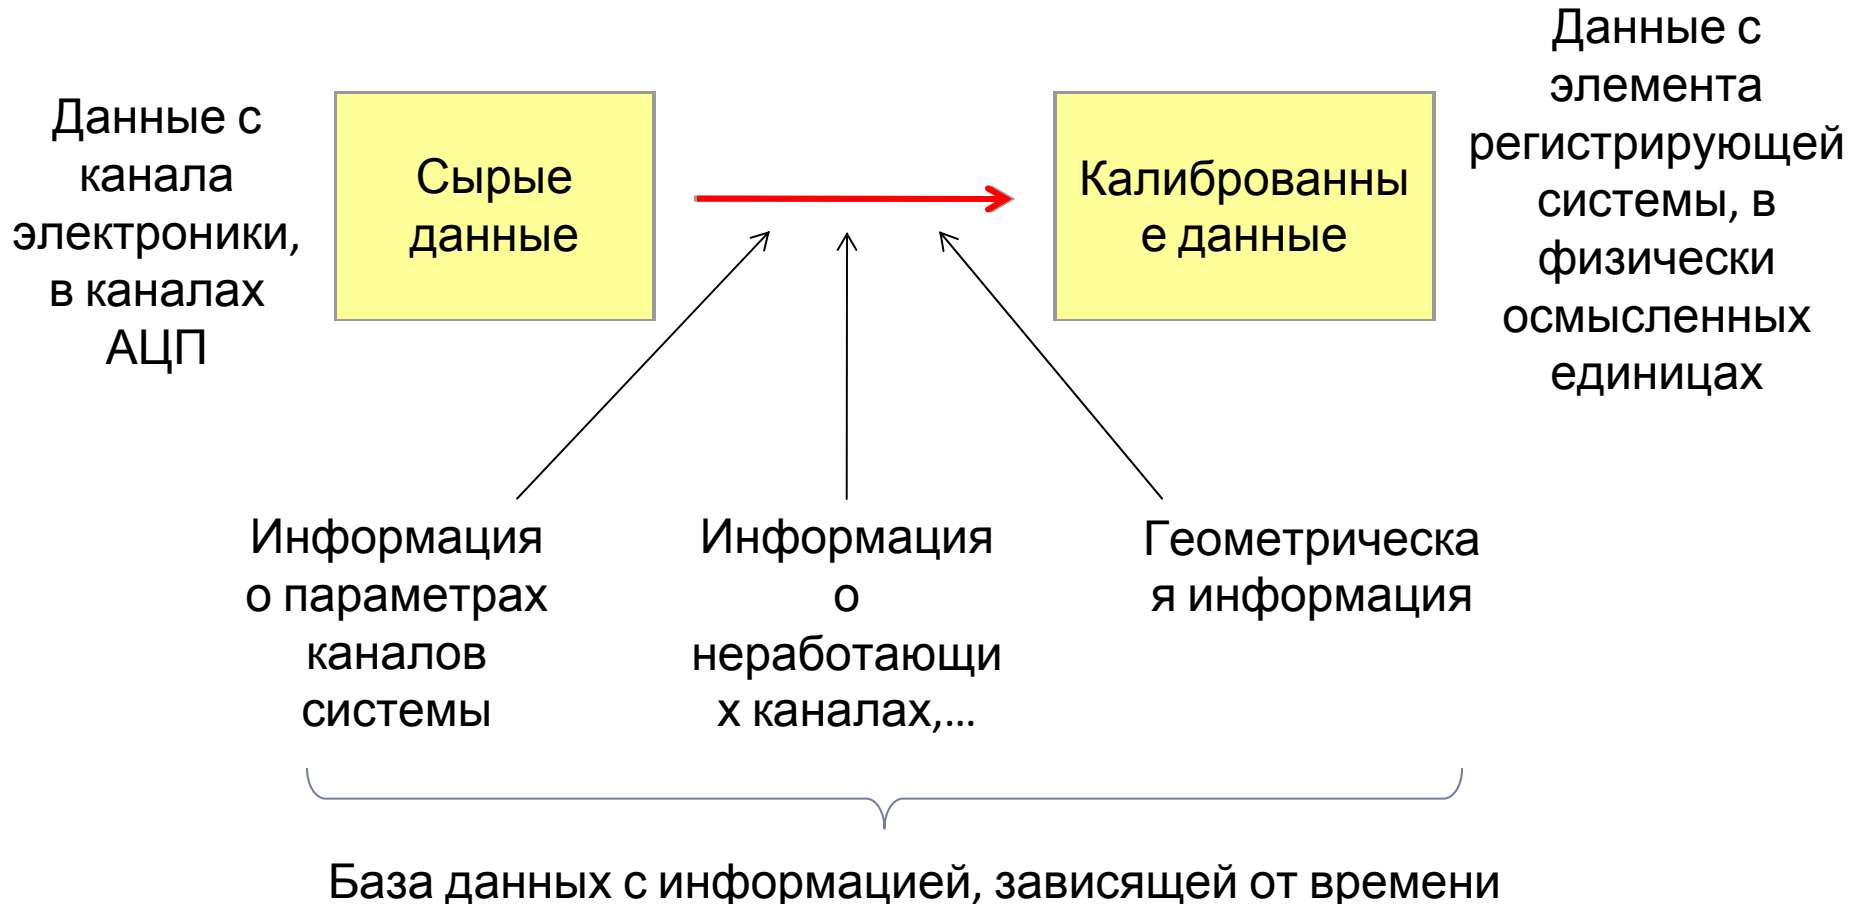 Данные с
канала
электроники,
в каналах
АЦП
Сырые
данные
Калиброванны
е данные
Данные с
элемента
регистрирующей
системы, в
физически
осмысленных
единицах
Информация
о параметрах
каналов
системы
Информация
о
неработающи
х каналах,...
Геометрическа
я информация
База данных с информацией, зависящей от времени